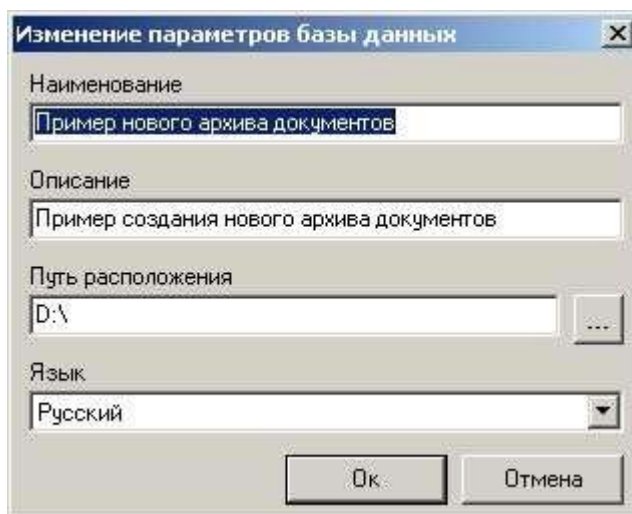 Изменение параметров базы данных
Наименование
Пример нового архива документов
Описание
Пример создания нового архива документов
Путь расположения
D:\
...
Язык
Русский
Ок
Отмена